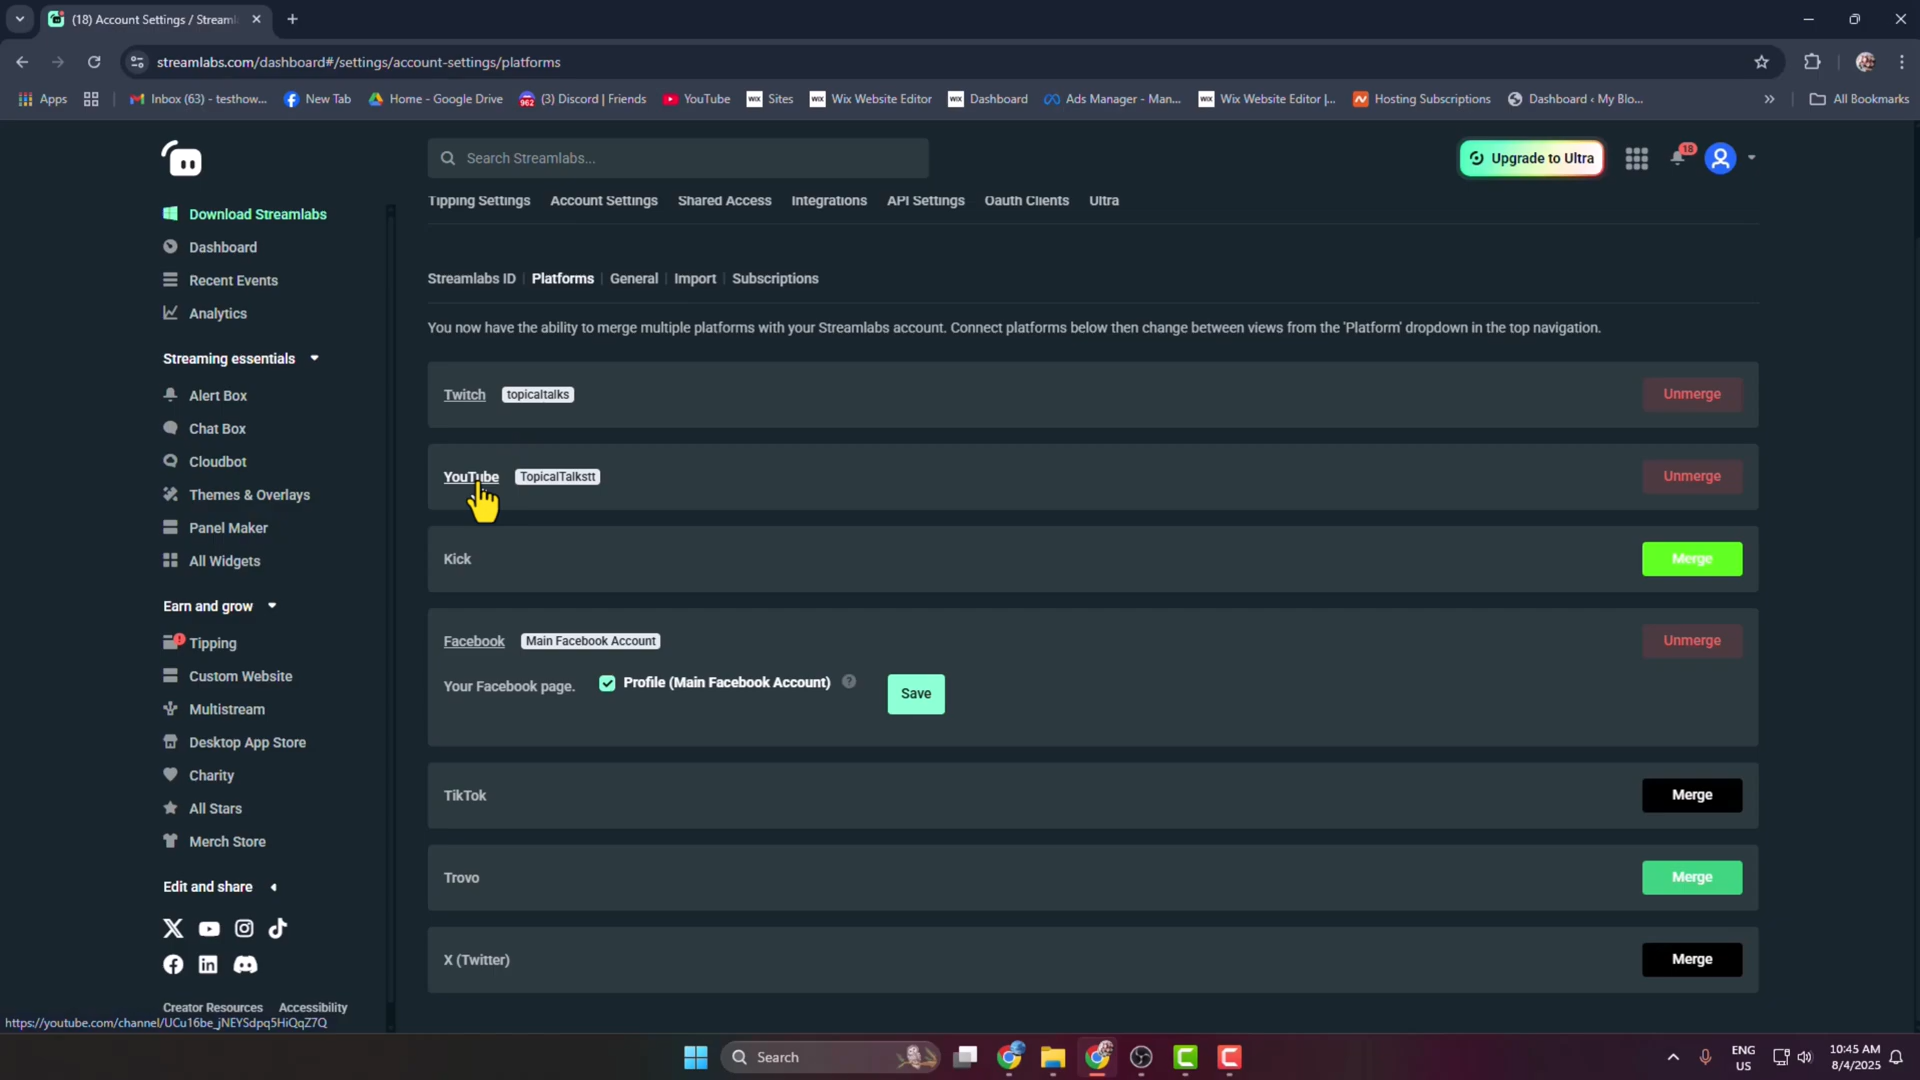 (18) Account Settings / Streaml
streamlabs.com/dashboard#/settings/account-settings/platforms
Apps
Inbox (63) - testhow...
New Tab
Home - Google Drive
962
(3) Discord | Friends
YouTube
WIX
Sites
WIX
Wix Website Editor
WIX
Dashboard
Ads Manager - Man...
WIX
Wix Website Editor |...
Hosting Subscriptions
Dashboard ‹ My Blo...
All Bookmarks
Search Streamlabs...
Upgrade to Ultra
18
Download Streamlabs
Dashboard
Recent Events
Analytics
Streaming essentials
Alert Box
Chat Box
Cloudbot
Themes & Overlays
Panel Maker
All Widgets
Earn and grow
Tipping
Custom Website
Multistream
Desktop App Store
Charity
All Stars
Merch Store
Edit and share
Creator Resources Accessibility
https://youtube.com/channel/UCu16be_jNEYSdpq5HiQqZ7Q
Tipping Settings Account Settings Shared Access Integrations API Settings Oauth Clients Ultra
Streamlabs ID | Platforms | General | Import | Subscriptions
You now have the ability to merge multiple platforms with your Streamlabs account. Connect platforms below then change between views from the 'Platform' dropdown in the top navigation.
Twitch topicaltalks Unmerge
YouTube TopicalTalkstt Unmerge
Kick Merge
Facebook Main Facebook Account Unmerge
Your Facebook page. Profile (Main Facebook Account) ? Save
TikTok Merge
Trovo Merge
X (Twitter) Merge
Search
ENG
US
10:45 AM
8/4/2025